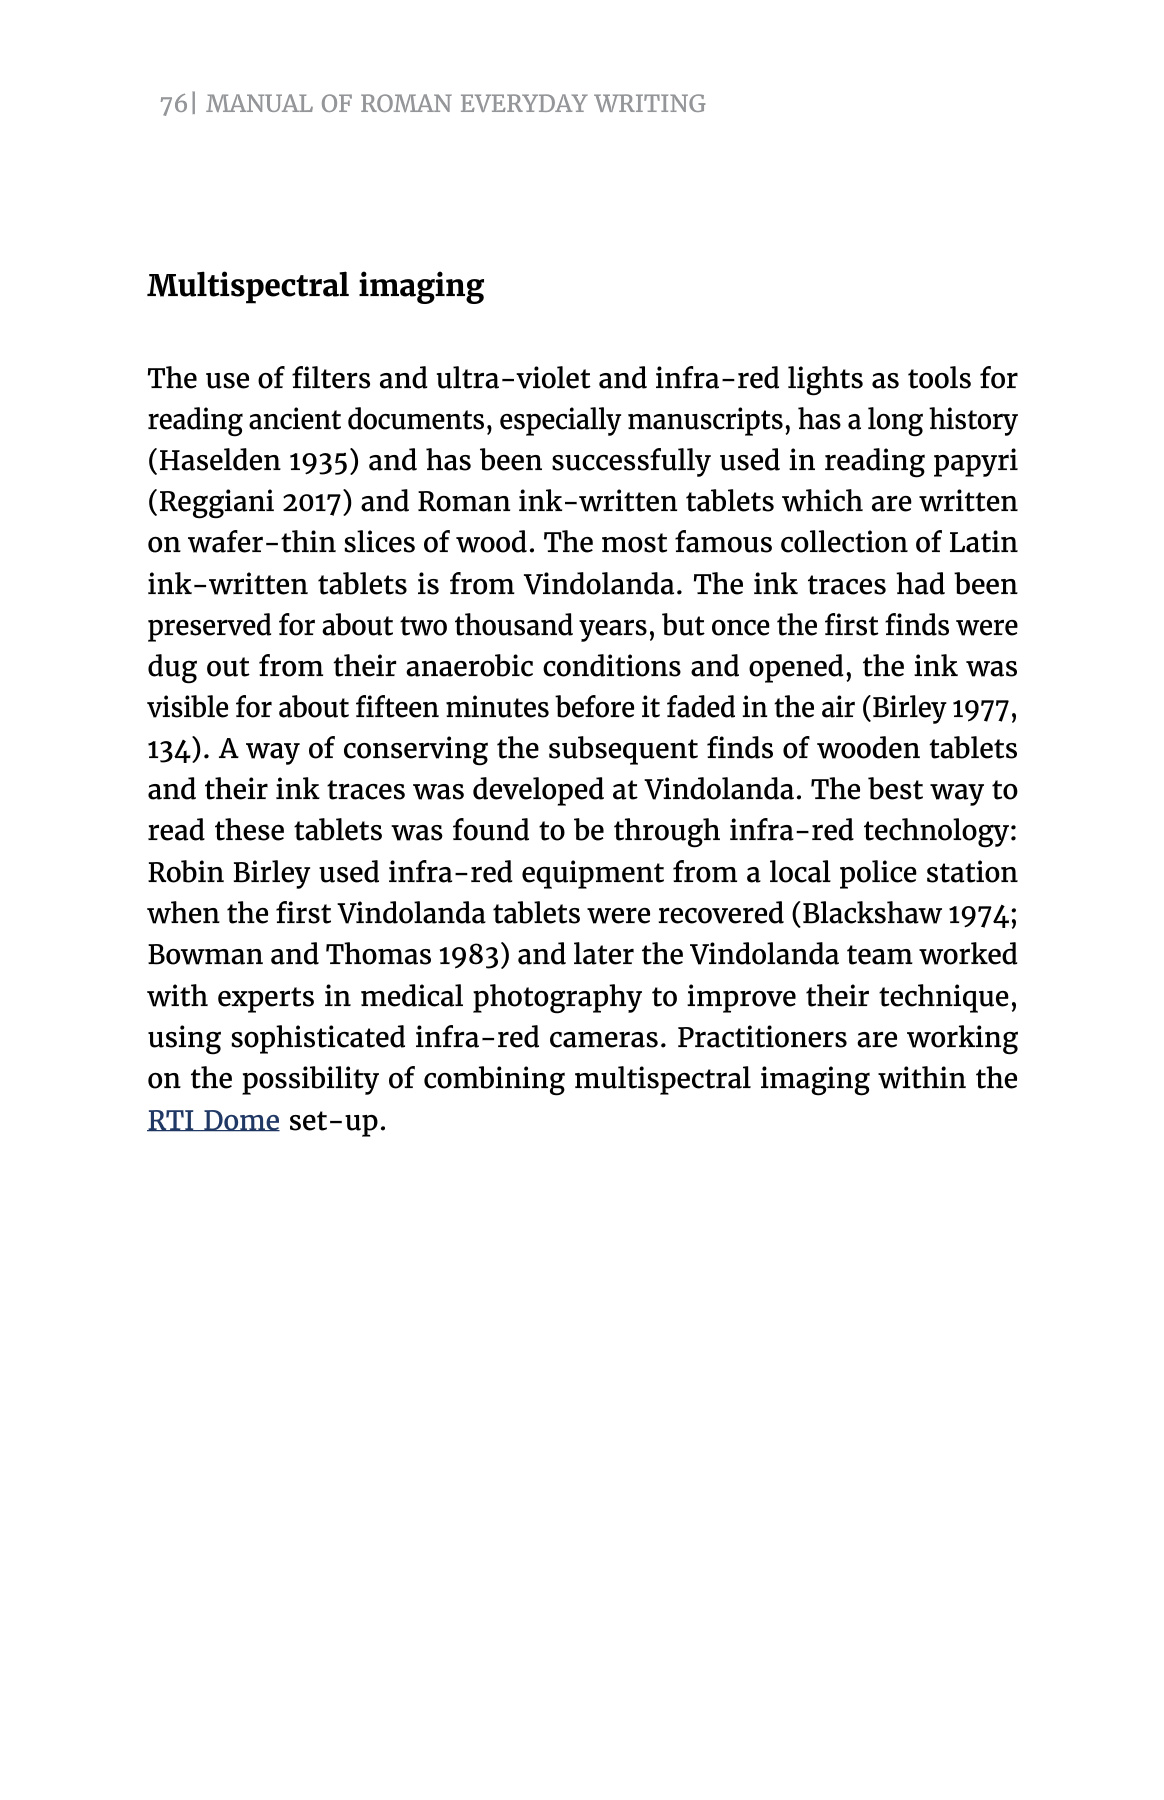 76| MANUAL OF ROMAN EVERYDAY WRITING
Multispectral imaging
The use of filters and ultra-violet and infra-red lights as tools for
reading ancient documents, especially manuscripts, has a long history
(Haselden 1935) and has been successfully used in reading papyri
(Reggiani 2017) and Roman ink-written tablets which are written
on wafer-thin slices of wood. The most famous collection of Latin
ink-written tablets is from Vindolanda. The ink traces had been
preserved for about two thousand years, but once the first finds were
dug out from their anaerobic conditions and opened, the ink was
visible for about fifteen minutes before it faded in the air (Birley 1977,
134). A way of conserving the subsequent finds of wooden tablets
and their ink traces was developed at Vindolanda. The best way to
read these tablets was found to be through infra-red technology:
Robin Birley used infra-red equipment from a local police station
when the first Vindolanda tablets were recovered (Blackshaw 1974;
Bowman and Thomas 1983) and later the Vindolanda team worked
with experts in medical photography to improve their technique,
using sophisticated infra-red cameras. Practitioners are working
on the possibility of combining multispectral imaging within the
RTI Dome set-up.